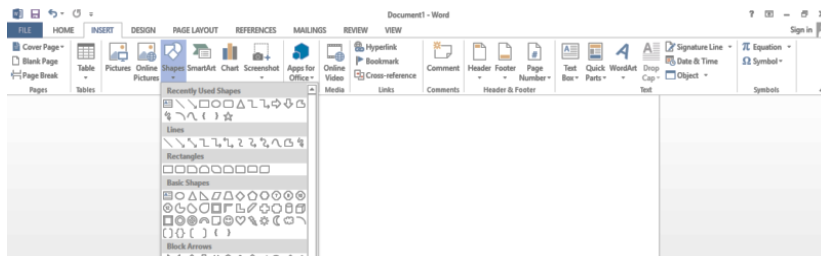 Document1 - Word
Sign in
FILE HOME INSERT DESIGN PAGE LAYOUT REFERENCES MAILINGS REVIEW VIEW
Cover Page
Blank Page
Page Break
Pages
Table
Tables
Pictures
Online Pictures
Shapes
SmartArt
Chart
Screenshot
Apps for Office
Online Video
Media
Hyperlink
Bookmark
Cross-reference
Links
Comment
Comments
Header
Footer
Page Number
Header & Footer
Text Box
Quick Parts
WordArt
Drop Cap
Signature Line
Date & Time
Object
Text
Equation
Symbol
Symbols
Recently Used Shapes
Lines
Rectangles
Basic Shapes
Block Arrows